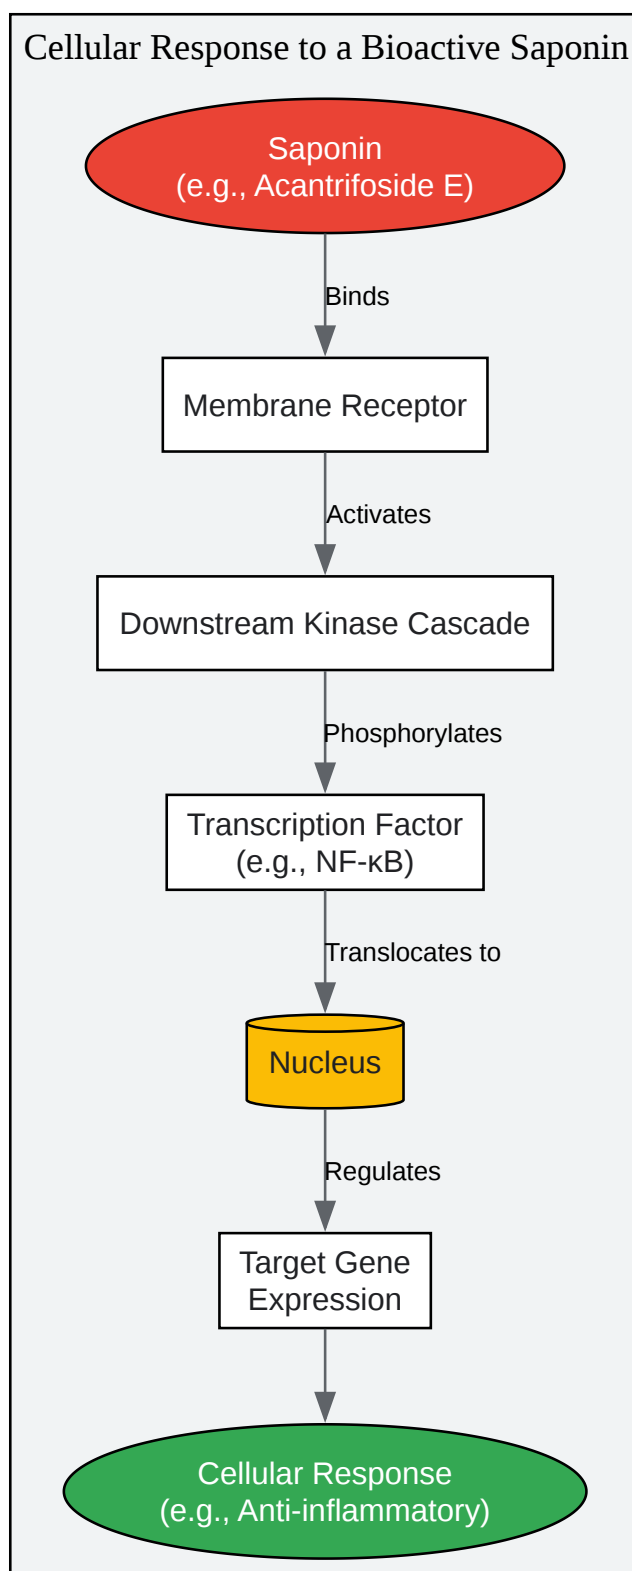 Cellular Response to a Bioactive Saponin
Saponin
(e.g., Acantrifoside E)
Binds
Membrane Receptor
Activates
Downstream Kinase Cascade
Phosphorylates
Transcription Factor
(e.g., NF-κB)
Translocates to
Nucleus
Regulates
Target Gene
Expression
Cellular Response
(e.g., Anti-inflammatory)